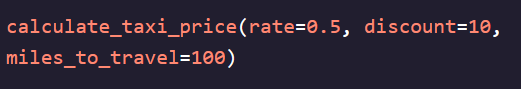 calculate_taxi_price(rate=0.5, discount=10,
miles_to_travel=100)